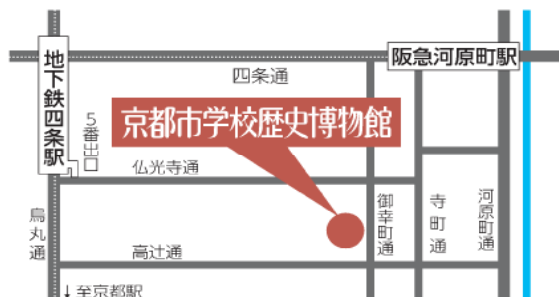 阪急河原町駅
地下鉄四条駅
四条通
京都市学校歴史博物館
5番出口
仏光寺通
御幸町通
寺町通
河原町通
烏丸通
高辻通
↓至京都駅